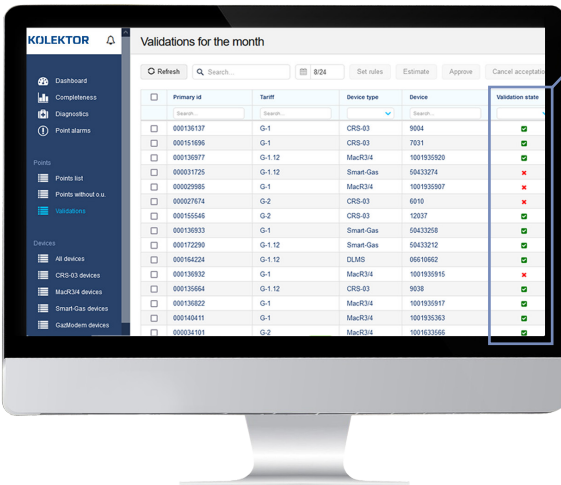 KOLEKTOR
Validations for the month
Refresh Search... 8/24 Set rules Estimate Approve Cancel acceptatio
Dashboard
Completeness
Diagnostics
Point alarms
Points
Points list
Points without o.u.
Validations
Devices
All devices
CRS-03 devices
MacR3/4 devices
Smart-Gas devices
GazModem devices
Primary id Tariff Device type Device Validation state
Search... Search... Search...
000136137 G-1 CRS-03 9004
000151696 G-1 CRS-03 7031
000136977 G-1.12 MacR3/4 1001935920
000031725 G-1.12 Smart-Gas 50433274
000029985 G-1 MacR3/4 1001935907
000027674 G-2 CRS-03 6010
000155546 G-2 CRS-03 12037
000136933 G-1 Smart-Gas 50433258
000172290 G-1.12 Smart-Gas 50433212
000164224 G-1.12 DLMS 06610662
000136932 G-1 MacR3/4 1001935915
000135664 G-1.12 CRS-03 9038
000136822 G-1 MacR3/4 1001935917
000140411 G-1 MacR3/4 1001935363
000034101 G-2 MacR3/4 1001633566